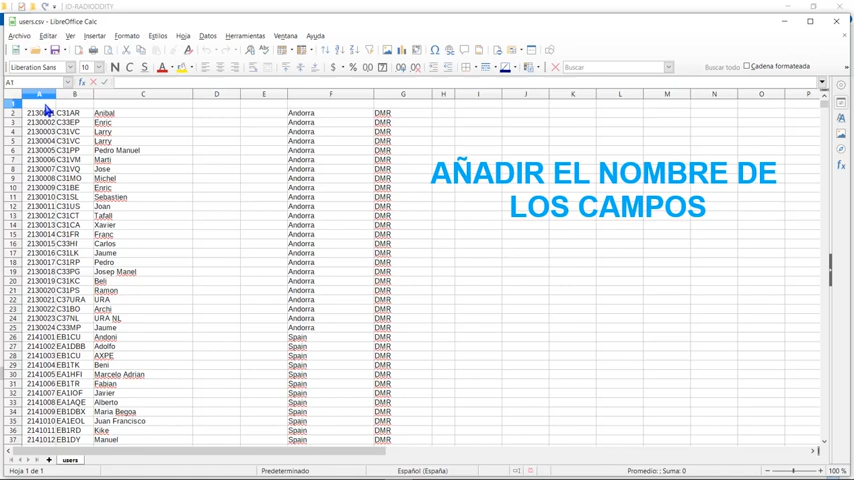 ID-RADIODDITY
users.csv - LibreOffice Calc
Archivo Editar Ver Insertar Formato Estilos Hoja Datos Herramientas Ventana Ayuda
Liberation Sans 10 N C S Buscar Buscar todo Cadena formateada
A1
A B C D E F G H I J K L M N O P
1
2 2130001 C31AR Anibal Andorra DMR
3 2130002 C33EP Enric Andorra DMR
4 2130003 C31VC Larry Andorra DMR
5 2130004 C31VC Larry Andorra DMR
6 2130005 C31PP Pedro Manuel Andorra DMR
7 2130006 C31VM Marti Andorra DMR
8 2130007 C31VQ Jose Andorra DMR
9 2130008 C31MO Michel Andorra DMR
10 2130009 C31BE Enric Andorra DMR
11 2130010 C31SL Sebastien Andorra DMR
12 2130011 C31US Joan Andorra DMR
13 2130012 C31CT Tafall Andorra DMR
14 2130013 C31CA Xavier Andorra DMR
15 2130014 C31FR Franc Andorra DMR
16 2130015 C33HI Carlos Andorra DMR
17 2130016 C31LK Jaume Andorra DMR
18 2130017 C31RP Pedro Andorra DMR
19 2130018 C33PG Josep Manel Andorra DMR
20 2130019 C31KC Beli Andorra DMR
21 2130020 C31PS Ramon Andorra DMR
22 2130021 C37URA URA Andorra DMR
23 2130022 C31BO Archi Andorra DMR
24 2130023 C37NL URA NL Andorra DMR
25 2130024 C33MP Jaume Andorra DMR
26 2141001 EB1CU Andoni Spain DMR
27 2141002 EA1DBB Adolfo Spain DMR
28 2141003 EB1CU AXPE Spain DMR
29 2141004 EB1TK Beni Spain DMR
30 2141005 EA1HFI Marcelo Adrian Spain DMR
31 2141006 EB1TR Fabian Spain DMR
32 2141007 EA1IOF Javier Spain DMR
33 2141008 EA1AQE Alberto Spain DMR
34 2141009 EB1DBX Maria Begoa Spain DMR
35 2141010 EA1EOL Juan Francisco Spain DMR
36 2141011 EB1RD Kike Spain DMR
37 2141012 EB1DY Manuel Spain DMR
AÑADIR EL NOMBRE DE
LOS CAMPOS
users
Hoja 1 de 1 Predeterminado Español (España) Promedio: ; Suma: 0 100 %